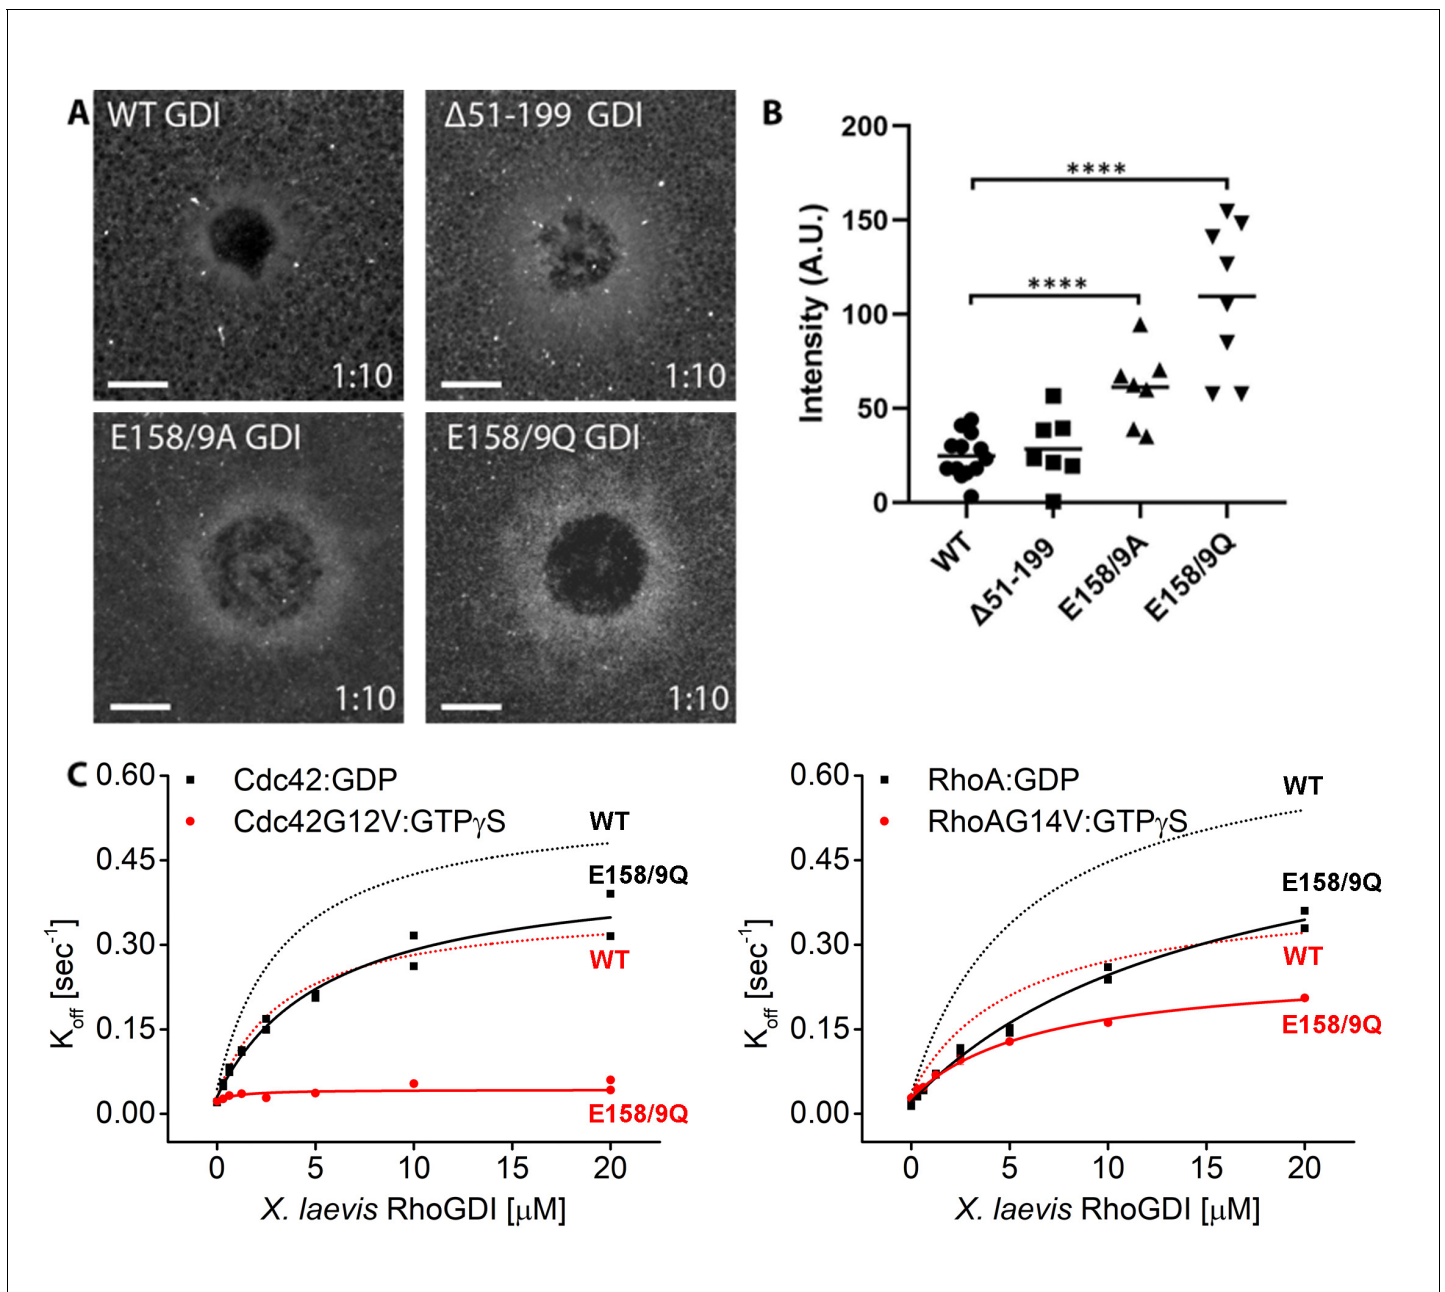 A
WT GDI
1:10
Δ51-199 GDI
1:10
E158/9A GDI
1:10
E158/9Q GDI
1:10
B
Intensity (A.U.)
200
150
100
50
0
****
****
WT
Δ51-199
E158/9A
E158/9Q
C
Cdc42:GDP
Cdc42G12V:GTPγS
Koff [sec-1]
0.60
0.45
0.30
0.15
0.00
WT
E158/9Q
WT
E158/9Q
0 5 10 15 20
X. laevis RhoGDI [μM]
RhoA:GDP
RhoAG14V:GTPγS
Koff [sec-1]
0.60
0.45
0.30
0.15
0.00
WT
E158/9Q
WT
E158/9Q
0 5 10 15 20
X. laevis RhoGDI [μM]